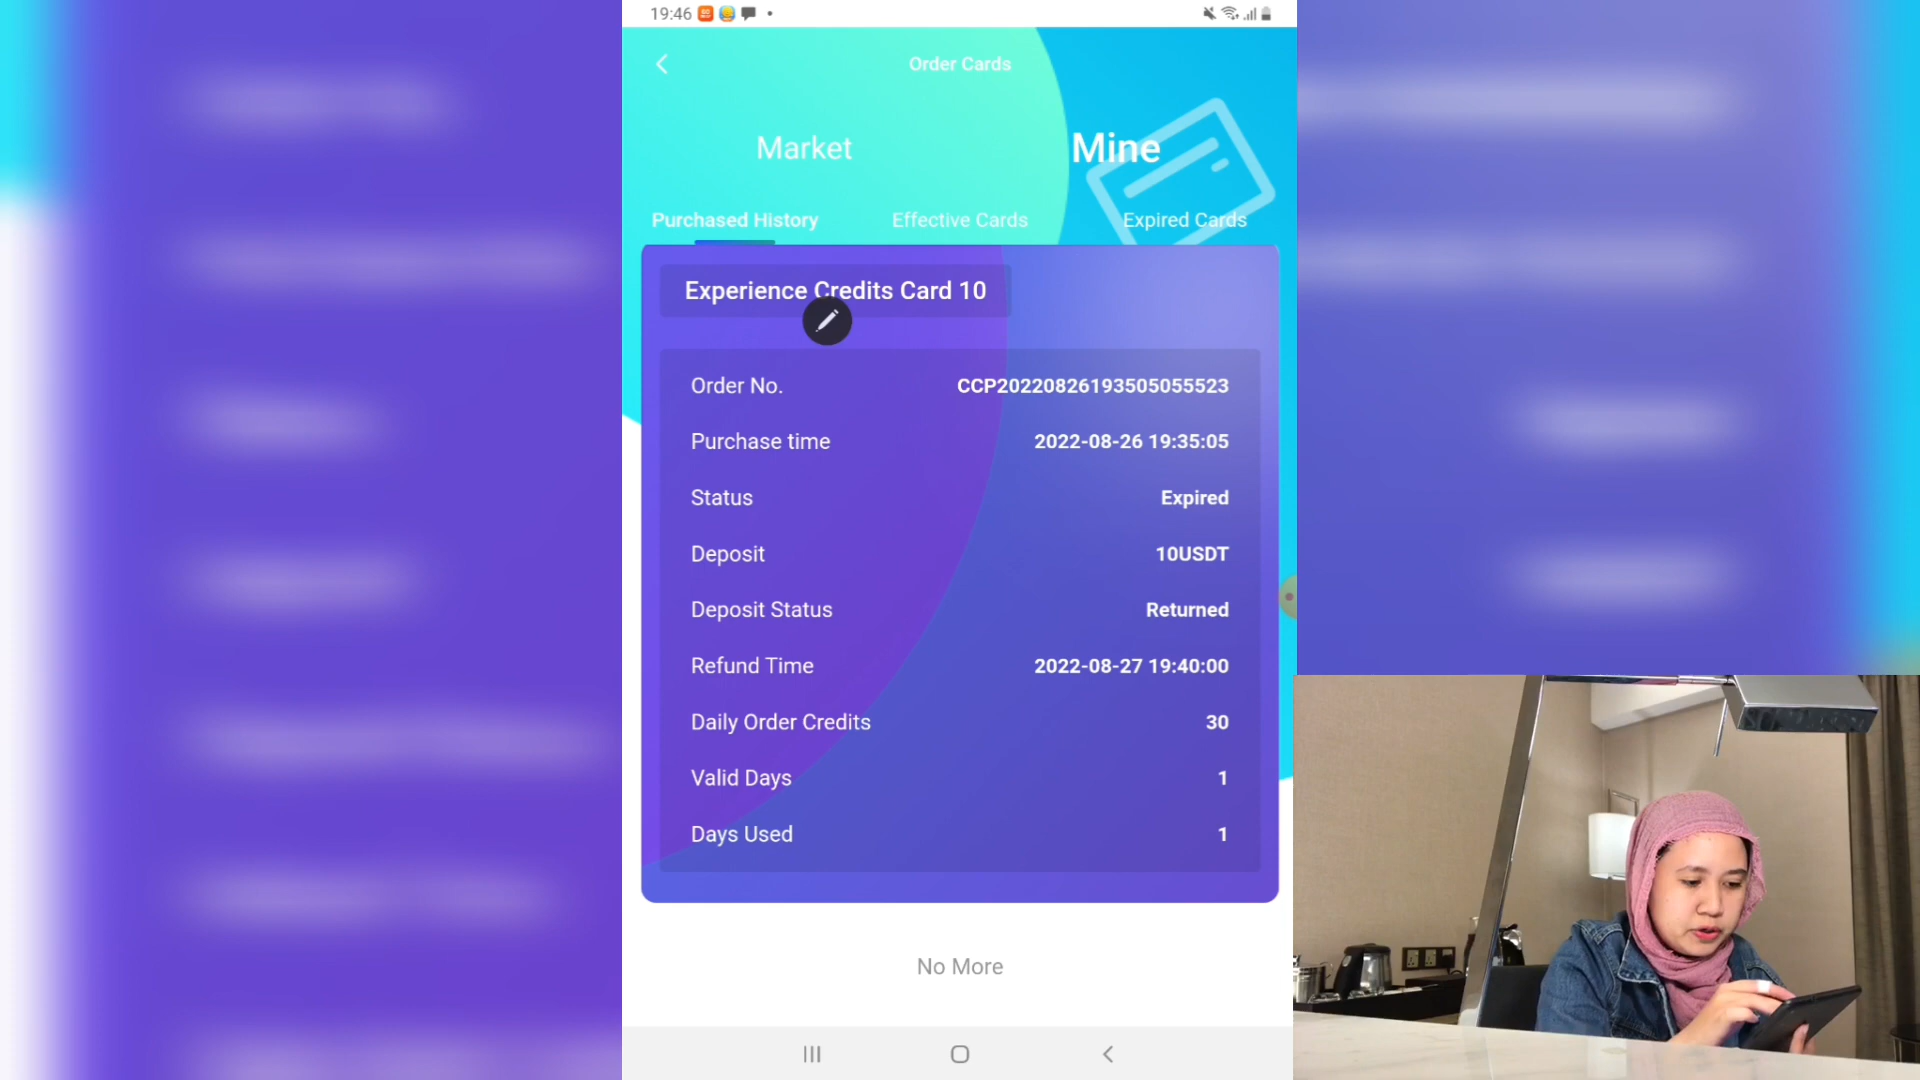 19:46
Order Cards
Market
Mine
Purchased History
Effective Cards
Expired Cards
Experience Credits Card 10
Order No.
CCP20220826193505055523
Purchase time
2022-08-26 19:35:05
Status
Expired
Deposit
10USDT
Deposit Status
Returned
Refund Time
2022-08-27 19:40:00
Daily Order Credits
30
Valid Days
1
Days Used
1
No More